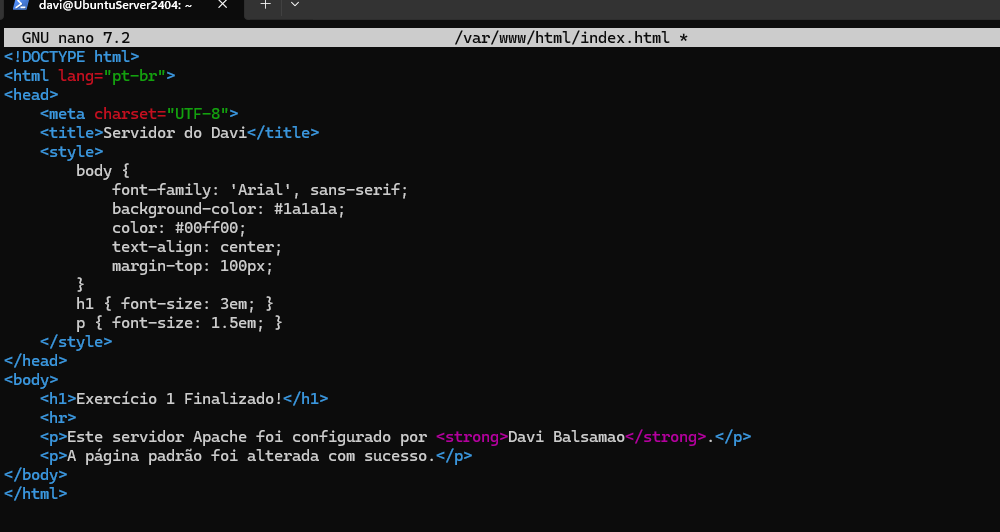 davi@UbuntuServer2404: ~
GNU nano 7.2 /var/www/html/index.html *
<!DOCTYPE html>
<html lang="pt-br">
<head>
    <meta charset="UTF-8">
    <title>Servidor do Davi</title>
    <style>
        body {
            font-family: 'Arial', sans-serif;
            background-color: #1a1a1a;
            color: #00ff00;
            text-align: center;
            margin-top: 100px;
        }
        h1 { font-size: 3em; }
        p { font-size: 1.5em; }
    </style>
</head>
<body>
    <h1>Exercício 1 Finalizado!</h1>
    <hr>
    <p>Este servidor Apache foi configurado por <strong>Davi Balsamao</strong>.</p>
    <p>A página padrão foi alterada com sucesso.</p>
</body>
</html>